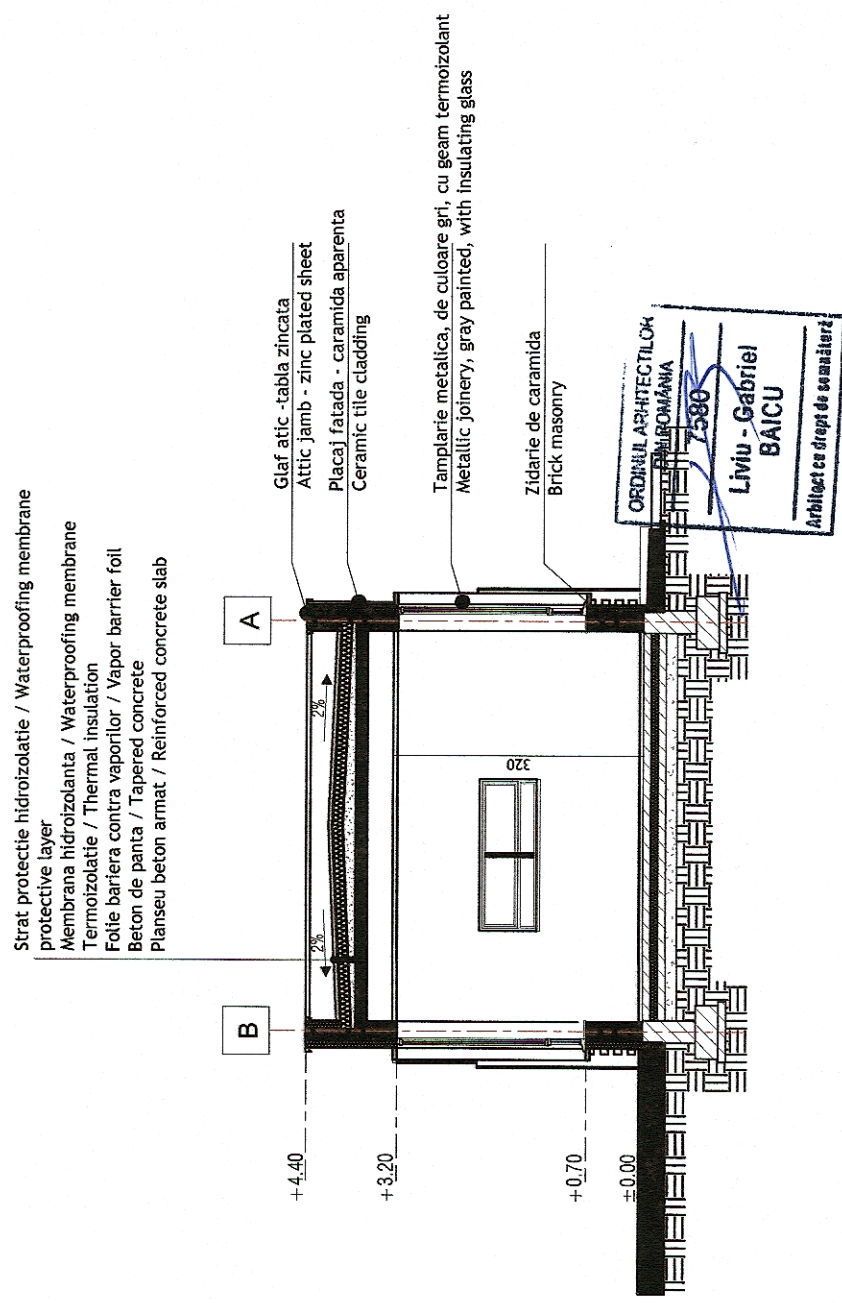 Strat protectie hidroizolatie / Waterproofing membrane
protective layer
Membrana hidroizolanta / Waterproofing membrane
Termoizolatie / Thermal insulation
Folie bariera contra vaporilor / Vapor barrier foil
Beton de panta / Tapered concrete
Planseu beton armat / Reinforced concrete slab
B
A
Glaf atic -tabla zincata
Attic jamb - zinc plated sheet
Placaj fatada - caramida aparenta
Ceramic tile cladding
Tamplarie metalica, de culoare gri, cu geam termoizolant
Metallic joinery, gray painted, with insulating glass
Zidarie de caramida
Brick masonry
+4.40
+3.20
+0.70
±0.00
2%
2%
320
ORDINUL ARHITECTILOR
DIN ROMÂNIA
7580
Liviu - Gabriel
BAICU
Arhitect cu drept de semnătură